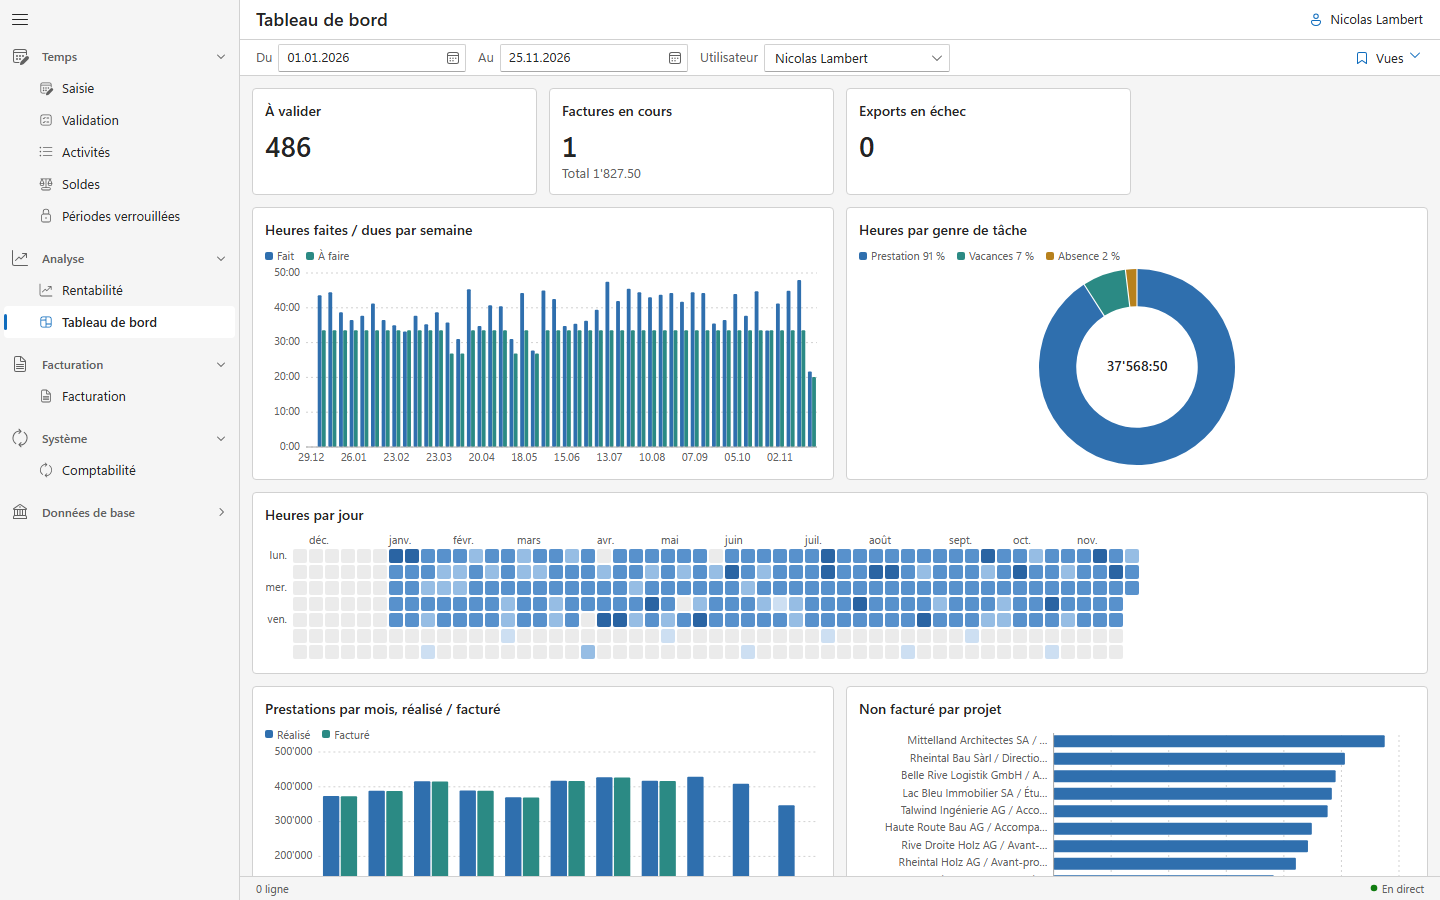 Tableau de bord
Nicolas Lambert
Temps
Saisie
Validation
Activités
Soldes
Périodes verrouillées
Analyse
Rentabilité
Tableau de bord
Facturation
Facturation
Système
Comptabilité
Données de base
Du 01.01.2026 Au 25.11.2026 Utilisateur Nicolas Lambert Vues
À valider
486
Factures en cours
1
Total 1'827.50
Exports en échec
0
Heures faites / dues par semaine
Fait À faire
50:00
40:00
30:00
20:00
10:00
0:00
29.12 26.01 23.02 23.03 20.04 18.05 15.06 13.07 10.08 07.09 05.10 02.11
Heures par genre de tâche
Prestation 91 % Vacances 7 % Absence 2 %
37'568:50
Heures par jour
déc. janv. févr. mars avr. mai juin juil. août sept. oct. nov.
lun.
mer.
ven.
Prestations par mois, réalisé / facturé
Réalisé Facturé
500'000
400'000
300'000
200'000
Non facturé par projet
Mittelland Architectes SA / ...
Rheintal Bau Sàrl / Directio...
Belle Rive Logistik GmbH / A...
Lac Bleu Immobilier SA / Étu...
Talwind Ingénierie AG / Acco...
Haute Route Bau AG / Accompa...
Rive Droite Holz AG / Avant-...
Rheintal Holz AG / Avant-pro...
0 ligne
En direct